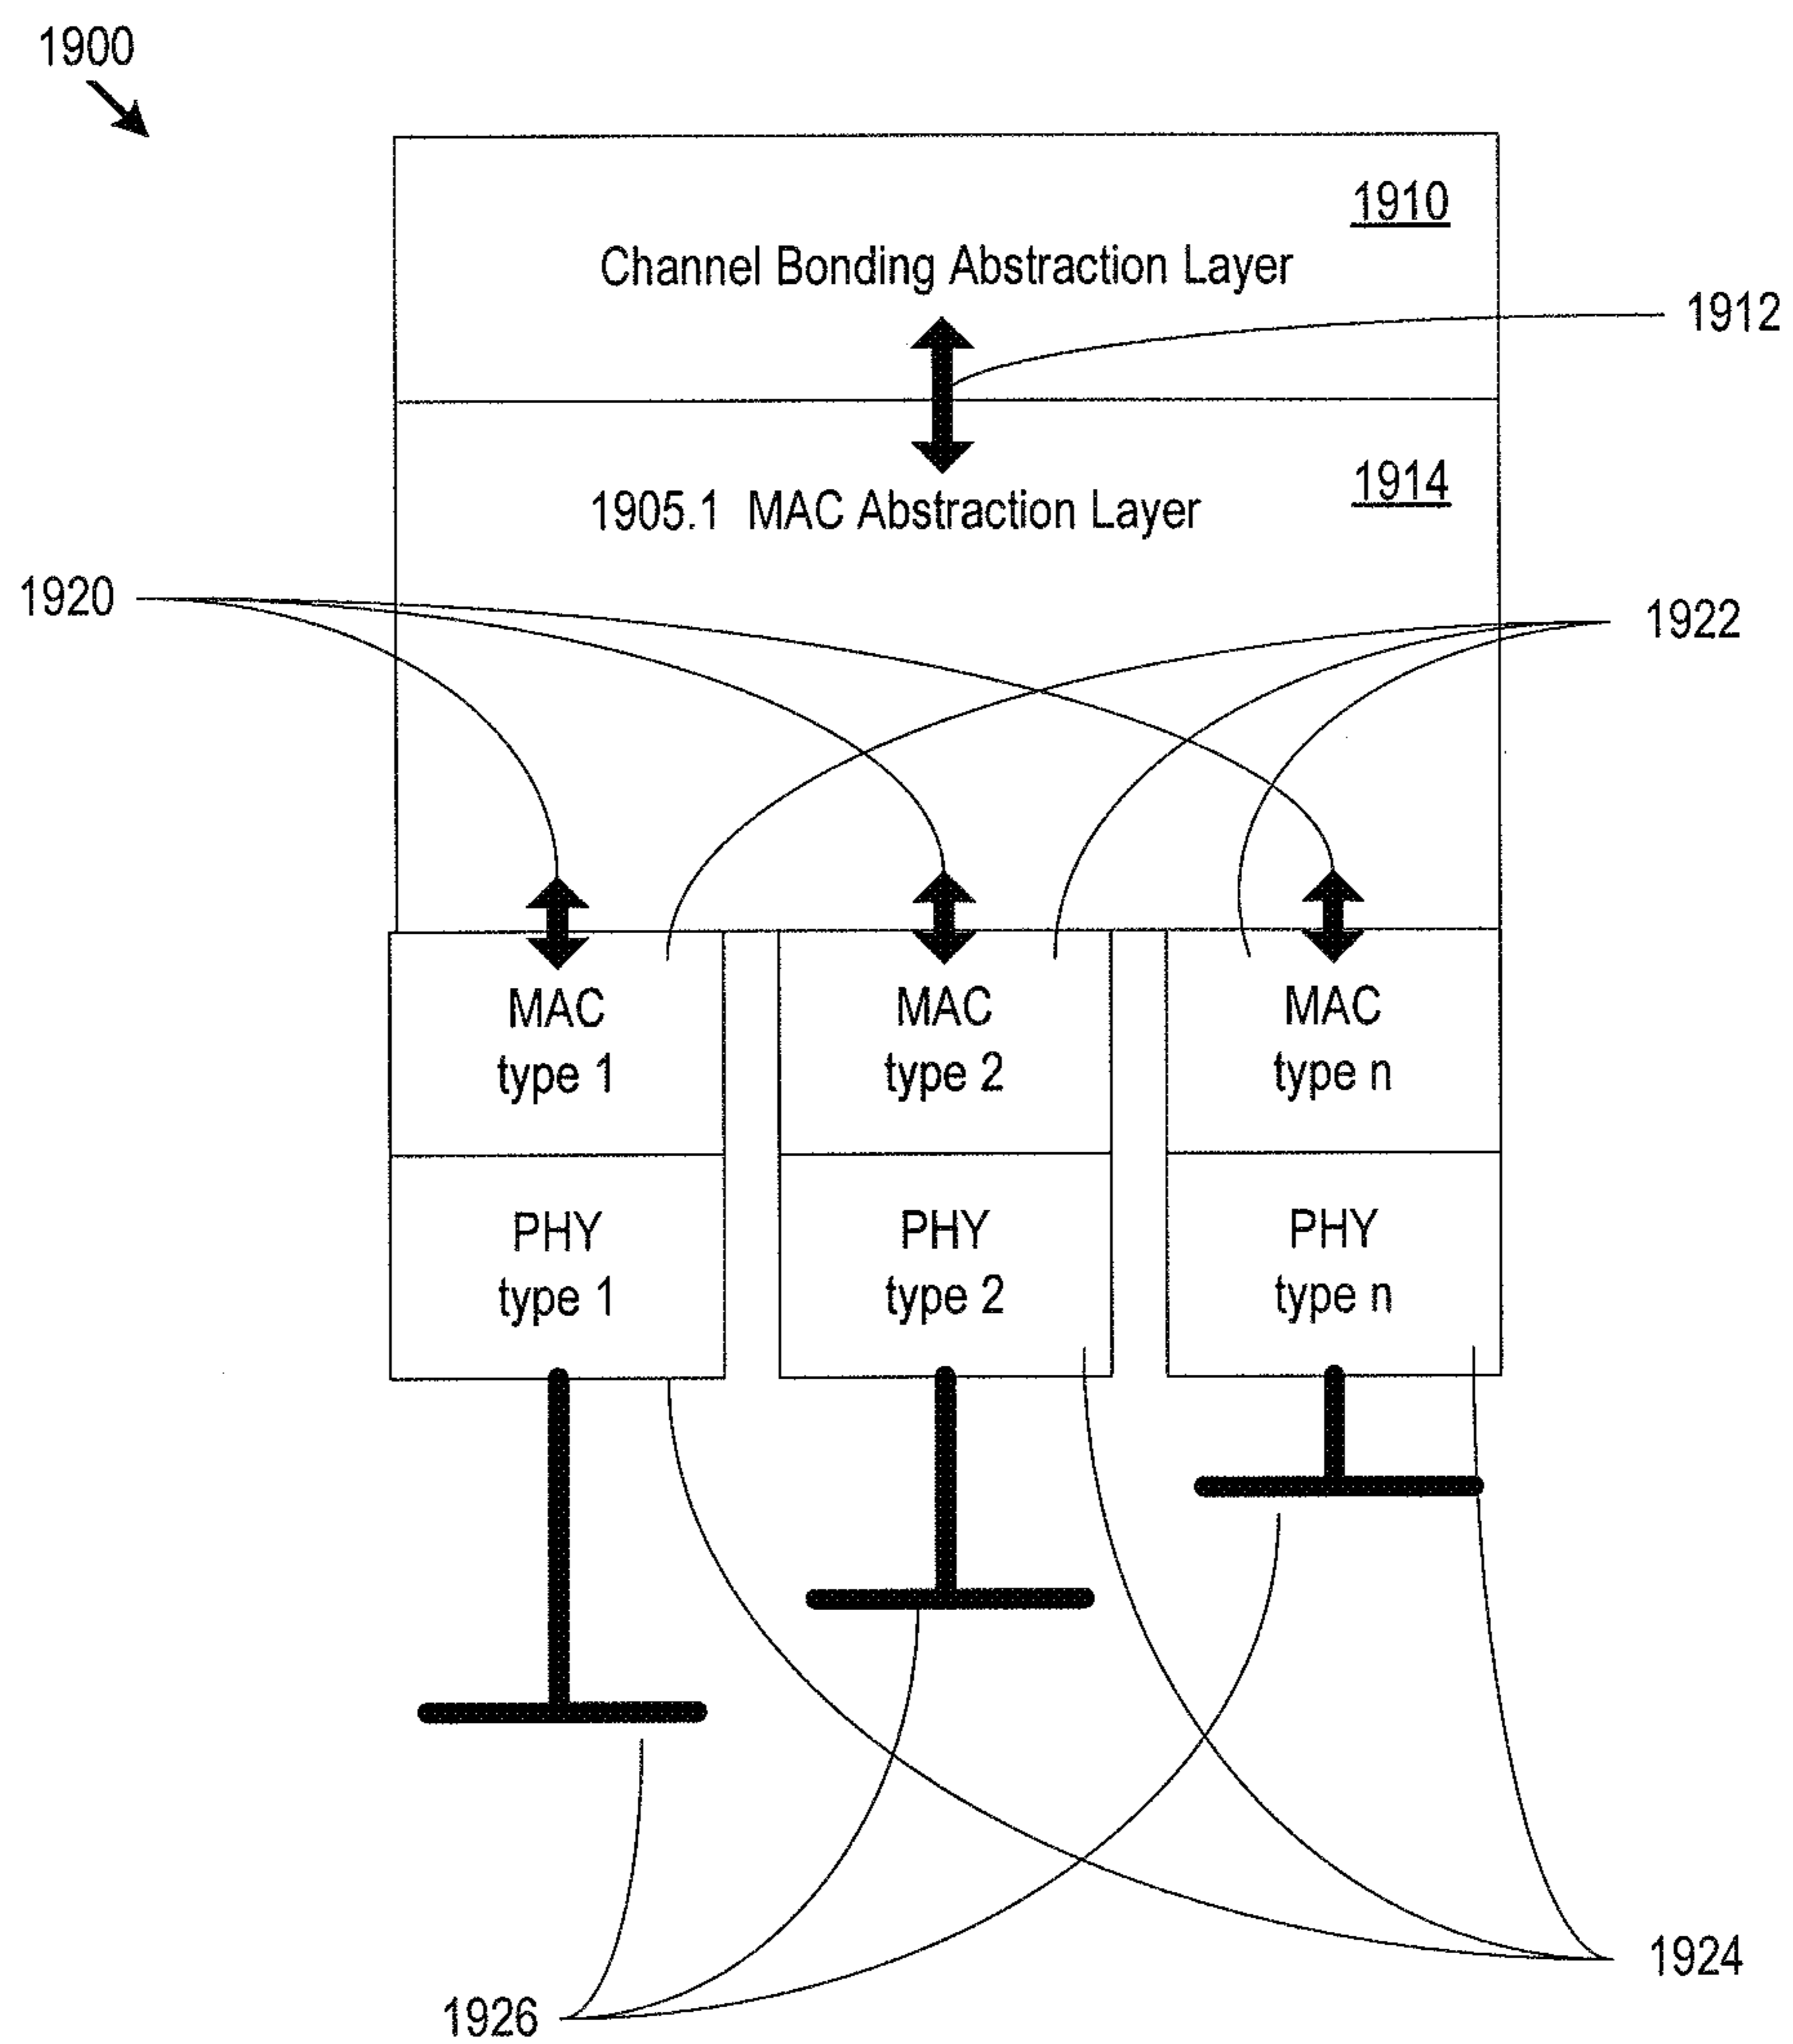 1900
1910
Channel Bonding Abstraction Layer
1912
1914
1905.1 MAC Abstraction Layer
1920
1922
MAC
type 1
MAC
type 2
MAC
type n
PHY
type 1
PHY
type 2
PHY
type n
1924
1926